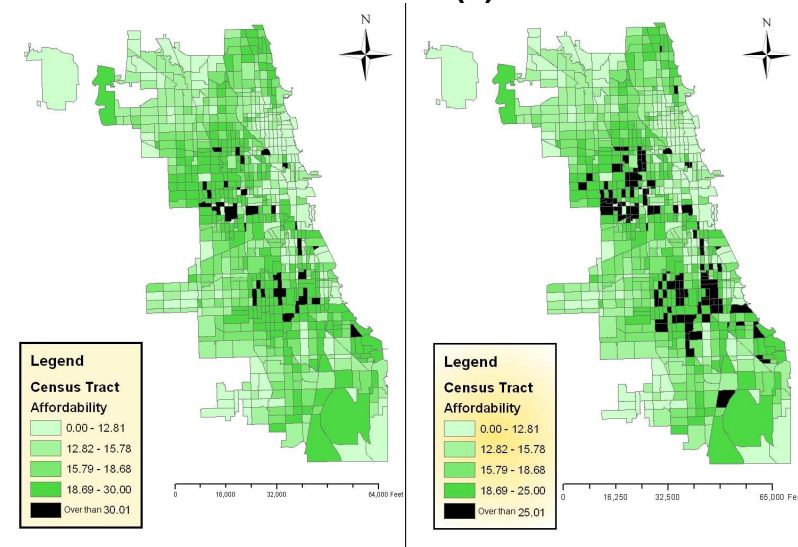 N
Legend
Census Tract
Affordability
0.00 - 12.81
12.82 - 15.78
15.79 - 18.68
18.69 - 30.00
Over than 30.01
0 16,000 32,000 64,000 Feet
N
Legend
Census Tract
Affordability
0.00 - 12.81
12.82 - 15.78
15.79 - 18.68
18.69 - 25.00
Over than 25.01
0 16,250 32,500 65,000 Fe